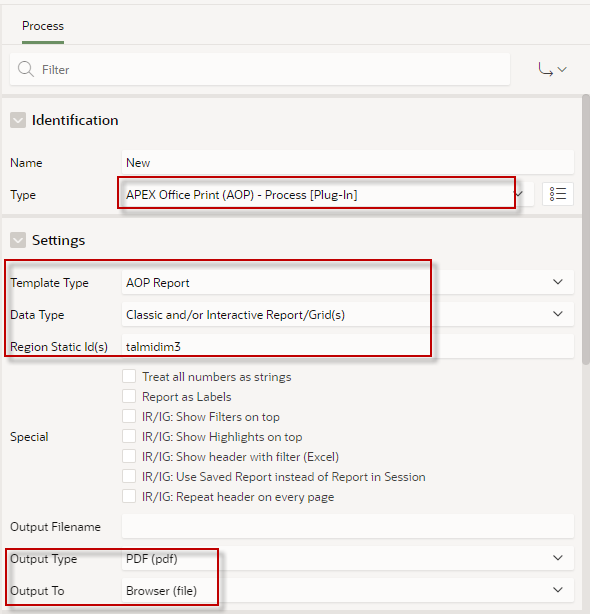 Process
Filter
Identification
Name New
Type APEX Office Print (AOP) - Process [Plug-In]
Settings
Template Type AOP Report
Data Type Classic and/or Interactive Report/Grid(s)
Region Static Id(s) talmidim3
Treat all numbers as strings
Report as Labels
IR/IG: Show Filters on top
Special IR/IG: Show Highlights on top
IR/IG: Show header with filter (Excel)
IR/IG: Use Saved Report instead of Report in Session
IR/IG: Repeat header on every page
Output Filename
Output Type PDF (pdf)
Output To Browser (file)